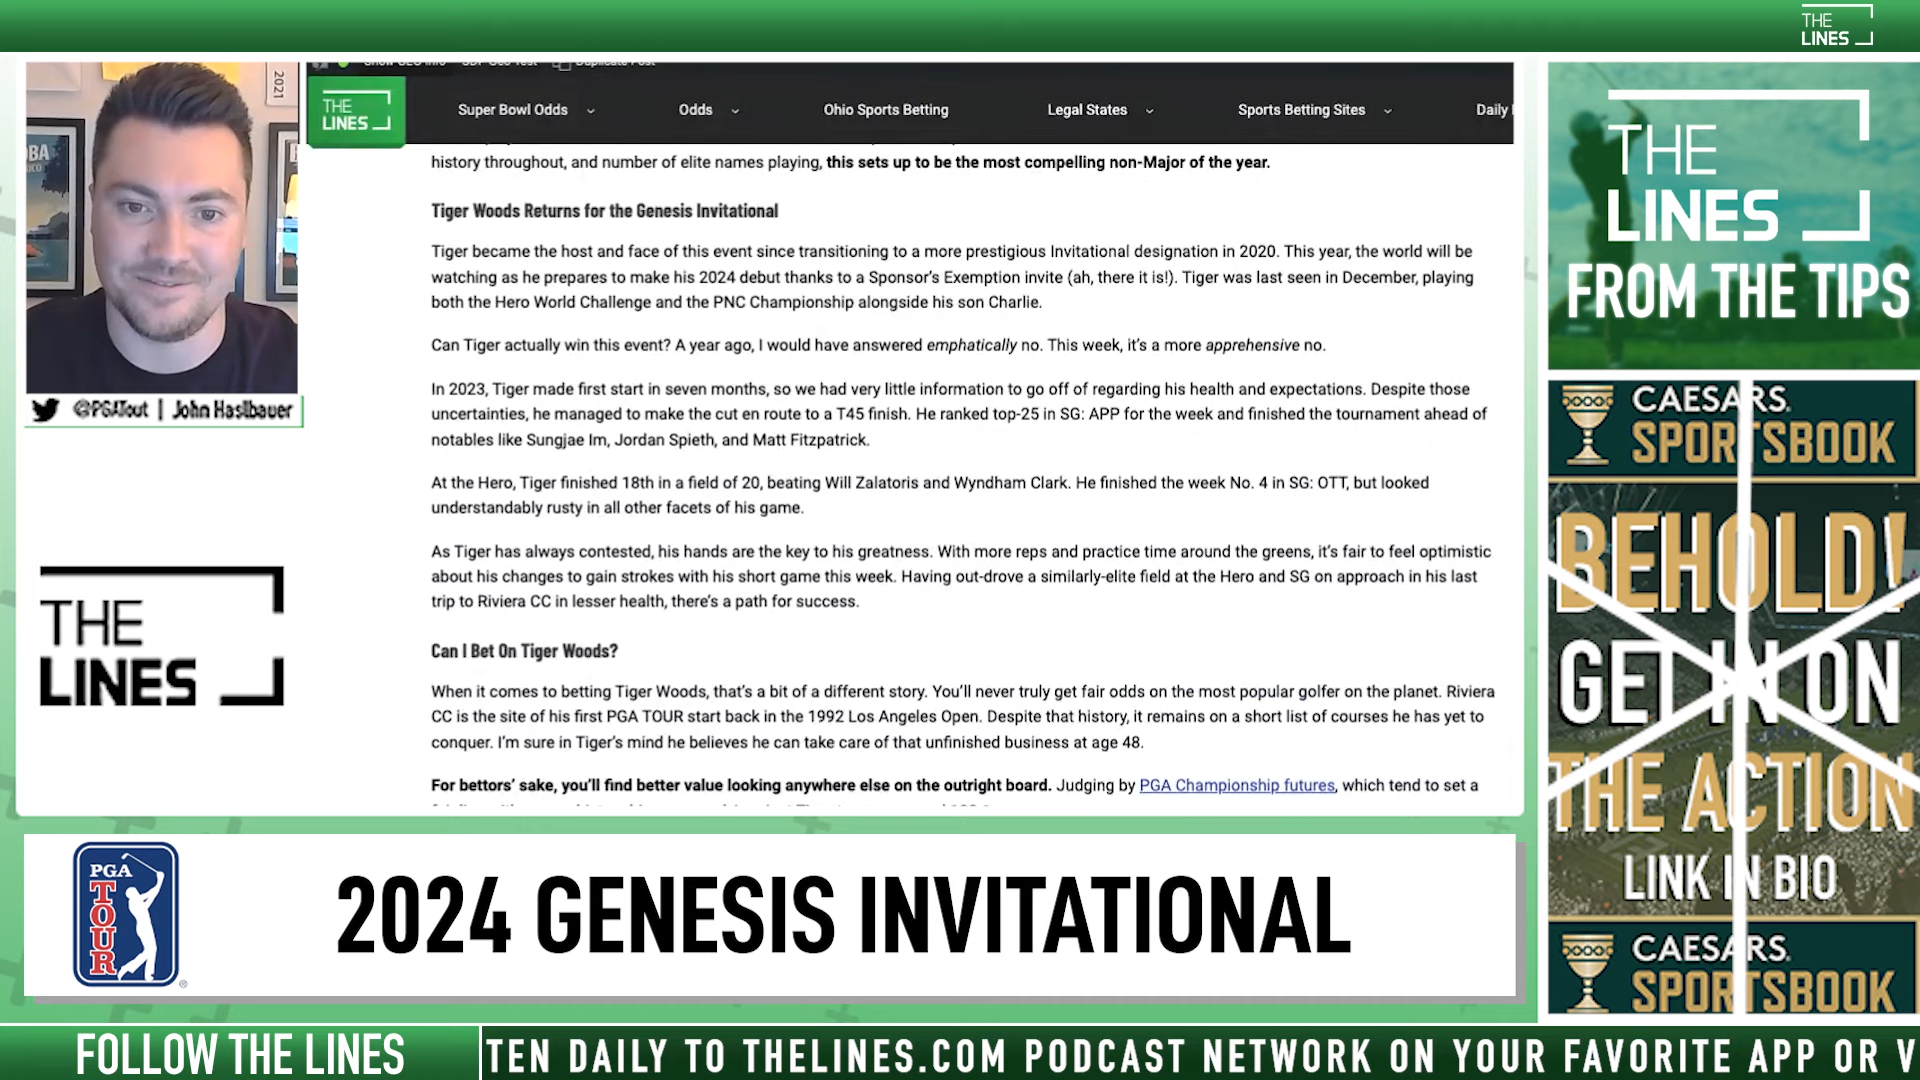 THE
LINES
2021
THE
LINES
Super Bowl Odds
Odds
Ohio Sports Betting
Legal States
Sports Betting Sites
Daily
history throughout, and number of elite names playing, this sets up to be the most compelling non-Major of the year.
Tiger Woods Returns for the Genesis Invitational
Tiger became the host and face of this event since transitioning to a more prestigious Invitational designation in 2020. This year, the world will be
watching as he prepares to make his 2024 debut thanks to a Sponsor's Exemption invite (ah, there it is!). Tiger was last seen in December, playing
both the Hero World Challenge and the PNC Championship alongside his son Charlie.
Can Tiger actually win this event? A year ago, I would have answered emphatically no. This week, it's a more apprehensive no.
In 2023, Tiger made first start in seven months, so we had very little information to go off of regarding his health and expectations. Despite those
uncertainties, he managed to make the cut en route to a T45 finish. He ranked top-25 in SG: APP for the week and finished the tournament ahead of
notables like Sungjae Im, Jordan Spieth, and Matt Fitzpatrick.
At the Hero, Tiger finished 18th in a field of 20, beating Will Zalatoris and Wyndham Clark. He finished the week No. 4 in SG: OTT, but looked
understandably rusty in all other facets of his game.
As Tiger has always contested, his hands are the key to his greatness. With more reps and practice time around the greens, it's fair to feel optimistic
about his changes to gain strokes with his short game this week. Having out-drove a similarly-elite field at the Hero and SG on approach in his last
trip to Riviera CC in lesser health, there's a path for success.
Can I Bet On Tiger Woods?
When it comes to betting Tiger Woods, that's a bit of a different story. You'll never truly get fair odds on the most popular golfer on the planet. Riviera
CC is the site of his first PGA TOUR start back in the 1992 Los Angeles Open. Despite that history, it remains on a short list of courses he has yet to
conquer. I'm sure in Tiger's mind he believes he can take care of that unfinished business at age 48.
For bettors' sake, you'll find better value looking anywhere else on the outright board. Judging by PGA Championship futures, which tend to set a
@PGATout | John Haslbauer
THE
LINES
THE
LINES
FROM THE TIPS
CAESARS
SPORTSBOOK
BEHOLD!
GET IN ON
THE ACTION
LINK IN BIO
CAESARS
SPORTSBOOK
PGA
TOUR
2024 GENESIS INVITATIONAL
FOLLOW THE LINES
TEN DAILY TO THELINES.COM PODCAST NETWORK ON YOUR FAVORITE APP OR V